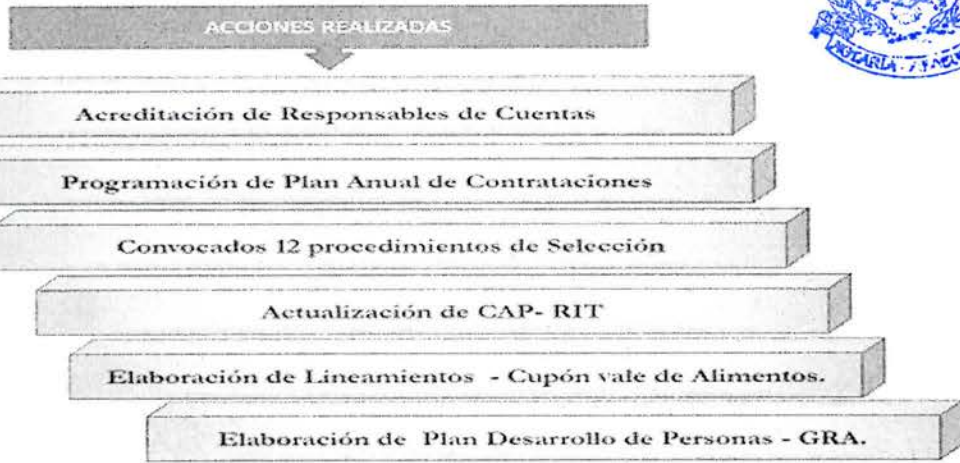 ACCIONES REALIZADAS
Acreditación de Responsables de Cuentas
Programación de Plan Anual de Contrataciones
Convocados 12 procedimientos de Selección
Actualización de CAP- RIT
Elaboración de Lineamientos - Cupón vale de Alimentos.
Elaboración de Plan Desarrollo de Personas - GRA.
NOTARIA